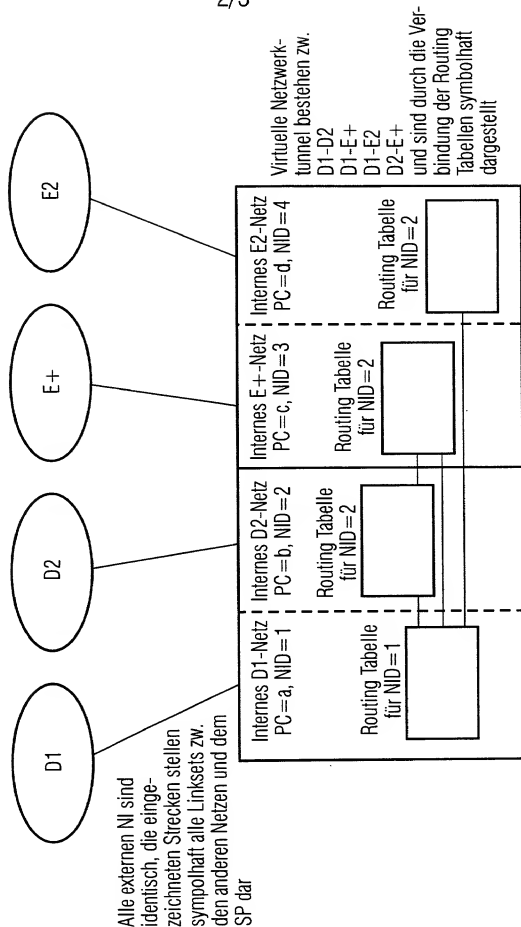 2/3
D1
D2
E+
E2
Alle externen NI sind
identisch, die einge-
zeichneten Strecken stellen
sympolhaft alle Linksets zw.
den anderen Netzen und dem
SP dar
Internes D1-Netz
PC=a, NID=1
Internes D2-Netz
PC=b, NID=2
Internes E+-Netz
PC=c, NID=3
Internes E2-Netz
PC=d, NID=4
Routing Tabelle
für NID=1
Routing Tabelle
für NID=2
Routing Tabelle
für NID=2
Routing Tabelle
für NID=2
Virtuelle Netzwerk-
tunnel bestehen zw.
D1-D2
D1-E+
D1-E2
D2-E+
und sind durch die Ver-
bindung der Routing
Tabellen symbolhaft
dargestellt